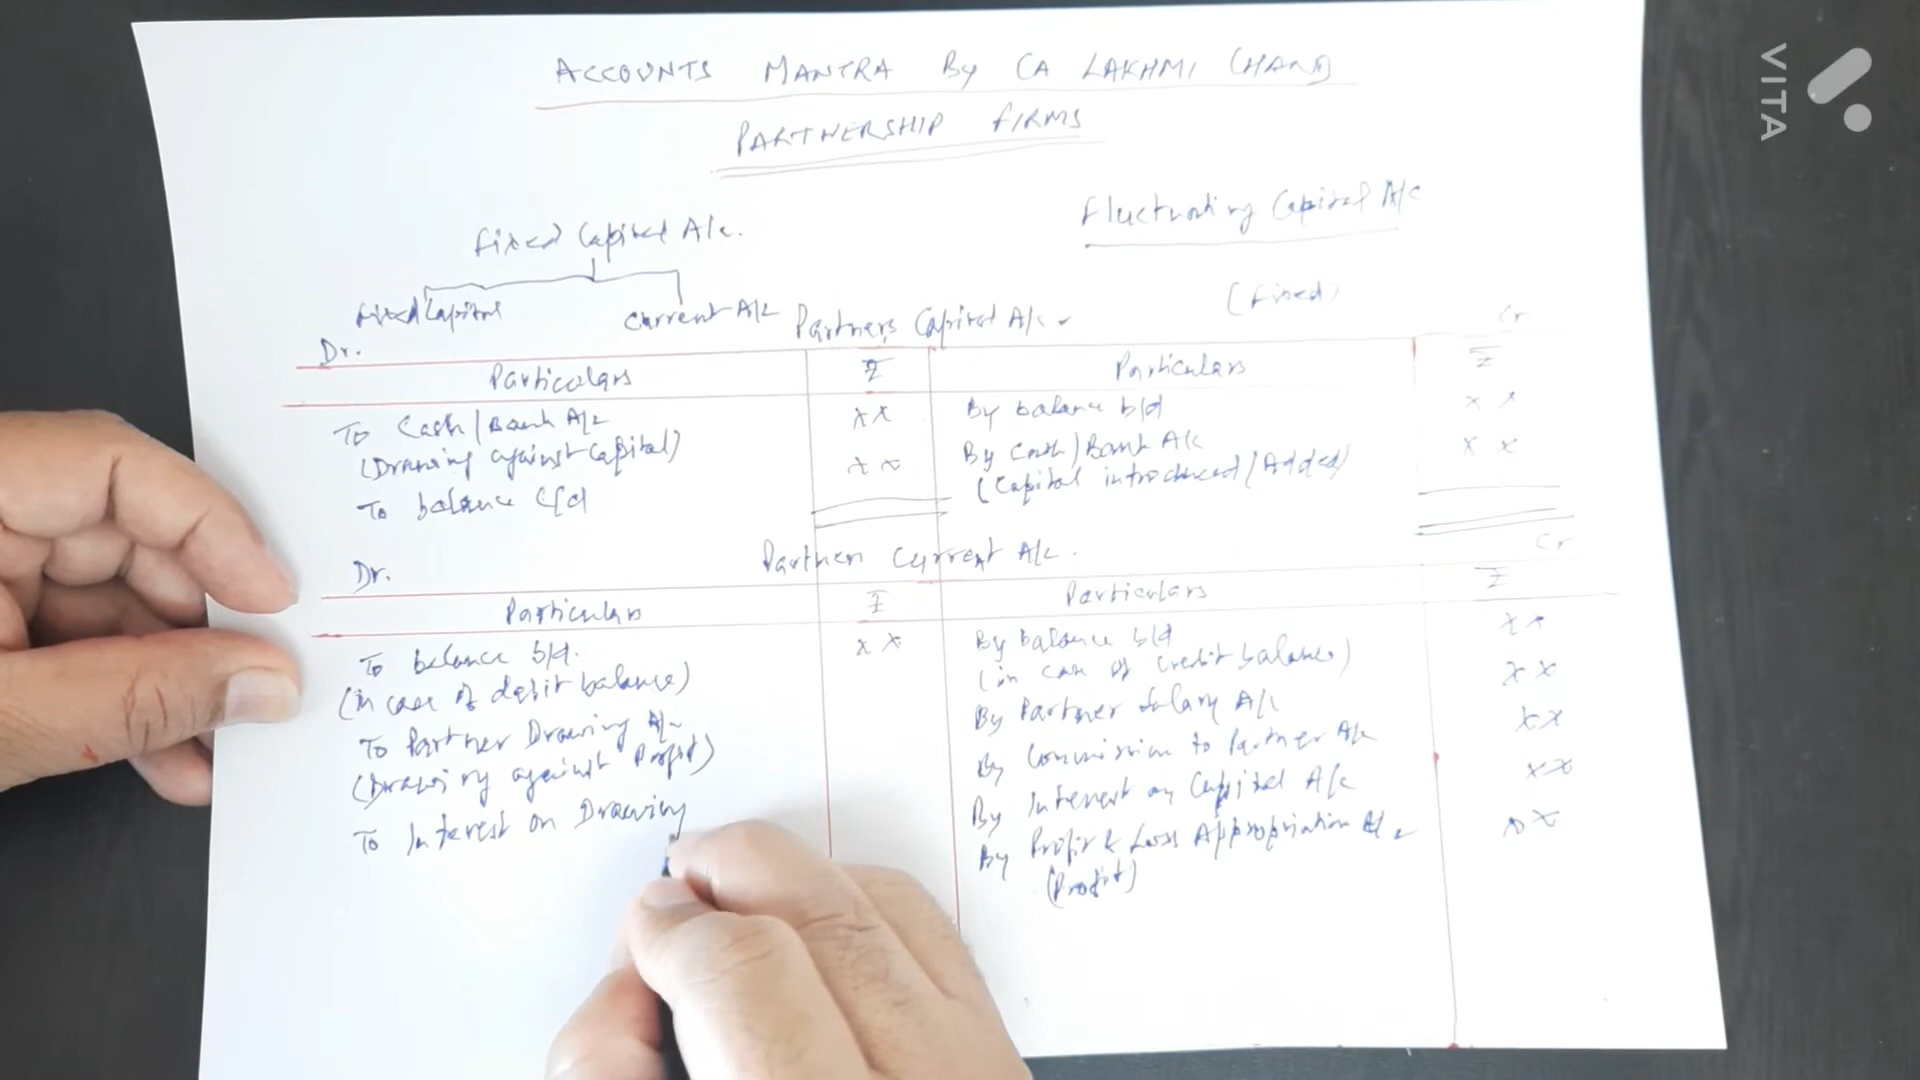 ACCOUNTS MANTRA By CA LAKHMI CHAND
PARTNERSHIP FIRMS
Fixed Capital A/c.
Fluctuating Capital A/c
Fixed Capital
Current A/c
Partners Capital A/c
(Fixed)
Dr.
Cr
Particulars ₹ Particulars ₹
To Cash/Bank A/c xx By balance b/d x x
(Drawing against Capital) By Cash/Bank A/c x x
xx (Capital introduced/Added)
To balance c/d
Partner Current A/c.
Dr.
Cr
Particulars ₹ Particulars ₹
To balance b/d. xx By balance b/d xx
(in case of debit balance) (in case of credit balance)
To Partner Drawing A/c By Partner Salary A/c xx
(Drawing against Profit) By Commission to Partner A/c xx
To Interest on Drawing By Interest on Capital A/c xx
By Profit & Loss Appropriation A/c xx
(Profit)
VITA